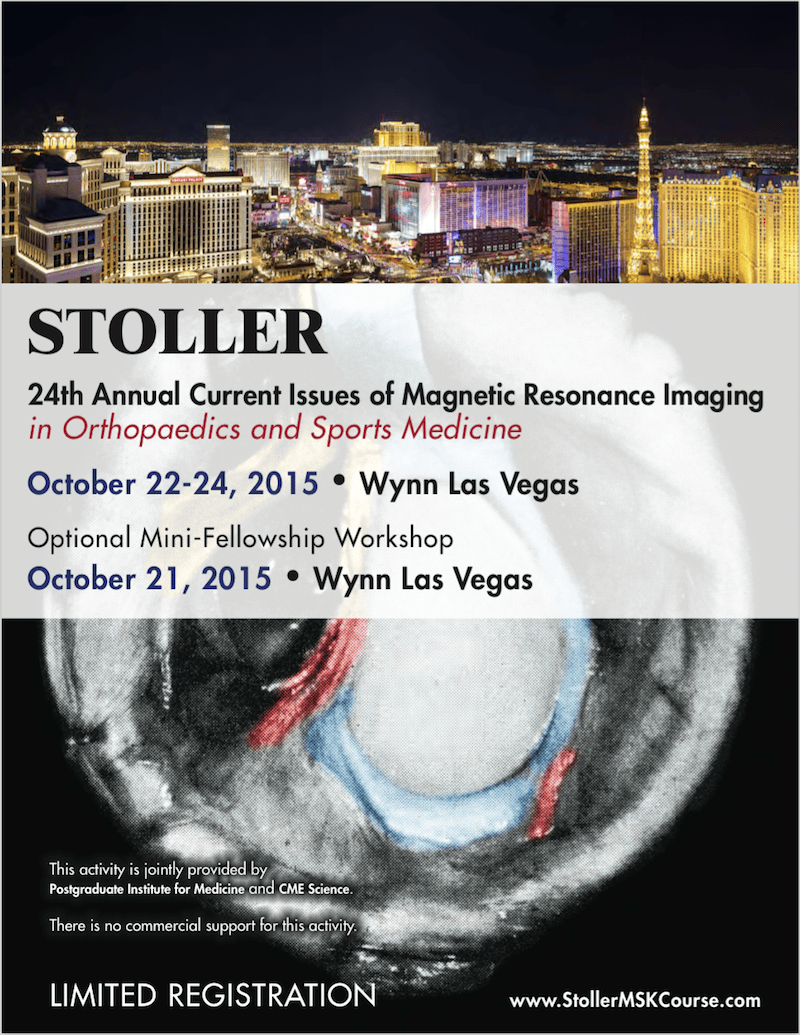 STOLLER
24th Annual Current Issues of Magnetic Resonance Imaging
in Orthopaedics and Sports Medicine
October 22-24, 2015 • Wynn Las Vegas
Optional Mini-Fellowship Workshop
October 21, 2015 • Wynn Las Vegas
This activity is jointly provided by
Postgraduate Institute for Medicine and CME Science.
There is no commercial support for this activity.
LIMITED REGISTRATION
www.StollerMSKCourse.com